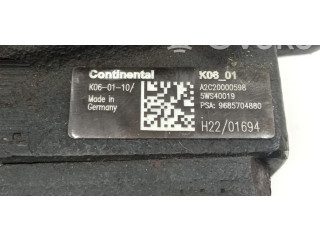 Continental K06_01
K06-01-10/ A2C20000598
Made in 5WS40019
Germany PSA: 9685704880
H22/01694